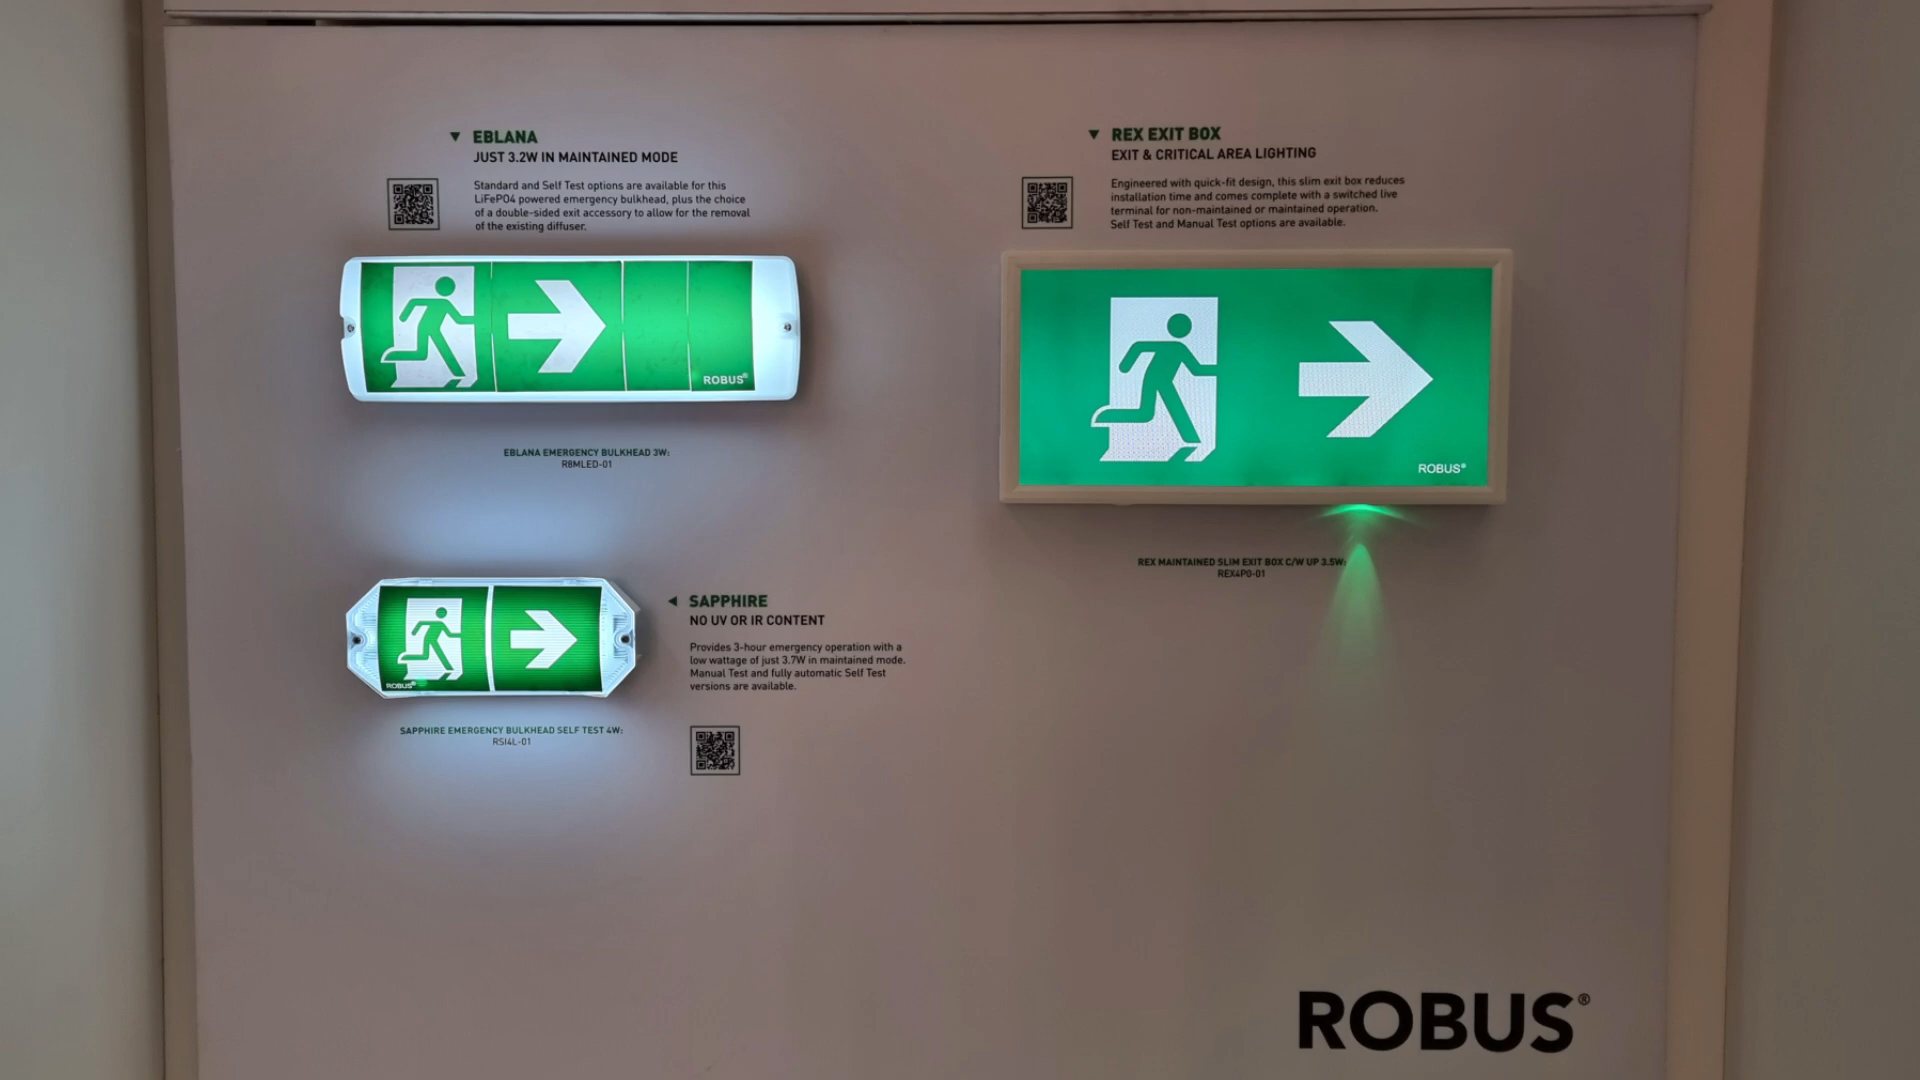 EBLANA
JUST 3.2W IN MAINTAINED MODE
Standard and Self Test options are available for this
LiFePO4 powered emergency bulkhead, plus the choice
of a double-sided exit accessory to allow for the removal
of the existing diffuser.
ROBUS®
EBLANA EMERGENCY BULKHEAD 3W:
R8MLED-01
SAPPHIRE
NO UV OR IR CONTENT
Provides 3-hour emergency operation with a
low wattage of just 3.7W in maintained mode.
Manual Test and fully automatic Self Test
versions are available.
ROBUS®
SAPPHIRE EMERGENCY BULKHEAD SELF TEST 4W:
RSI4L-01
REX EXIT BOX
EXIT & CRITICAL AREA LIGHTING
Engineered with quick-fit design, this slim exit box reduces
installation time and comes complete with a switched live
terminal for non-maintained or maintained operation.
Self Test and Manual Test options are available.
ROBUS®
REX MAINTAINED SLIM EXIT BOX C/W UP 3.5W:
REX4P0-01
ROBUS®